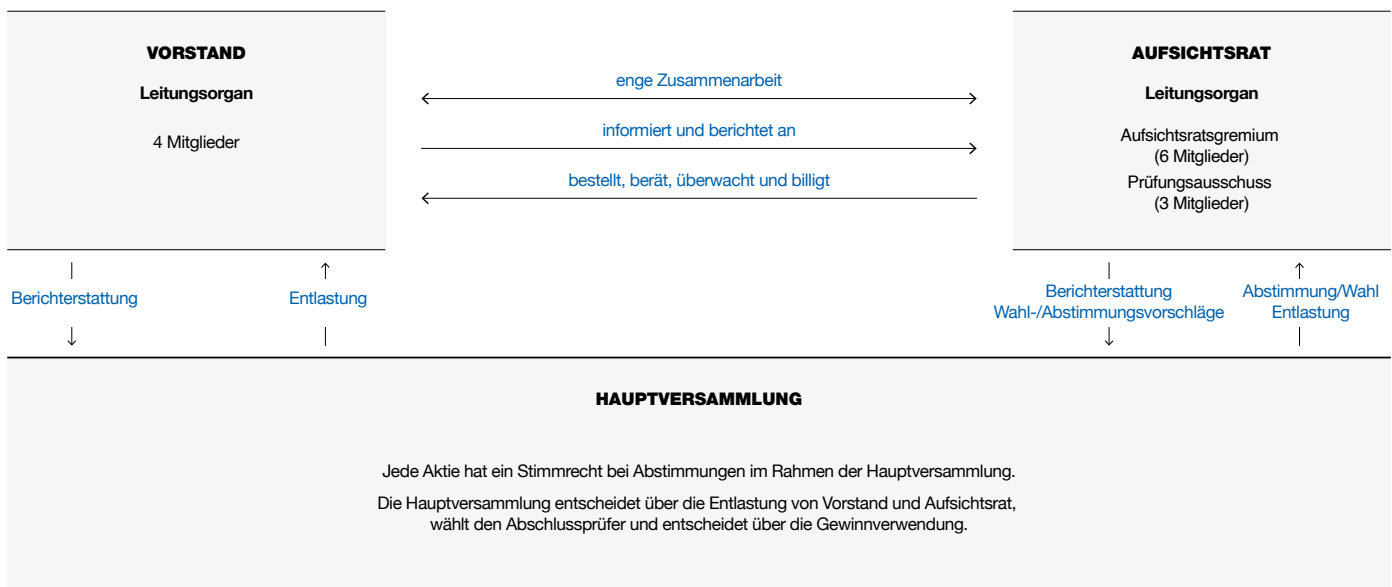 VORSTAND
Leitungsorgan
4 Mitglieder
enge Zusammenarbeit
informiert und berichtet an
bestellt, berät, überwacht und billigt
AUFSICHTSRAT
Leitungsorgan
Aufsichtsratsgremium
(6 Mitglieder)
Prüfungsausschuss
(3 Mitglieder)
Berichterstattung
Entlastung
Berichterstattung
Wahl-/Abstimmungsvorschläge
Abstimmung/Wahl
Entlastung
HAUPTVERSAMMLUNG
Jede Aktie hat ein Stimmrecht bei Abstimmungen im Rahmen der Hauptversammlung.
Die Hauptversammlung entscheidet über die Entlastung von Vorstand und Aufsichtsrat,
wählt den Abschlussprüfer und entscheidet über die Gewinnverwendung.